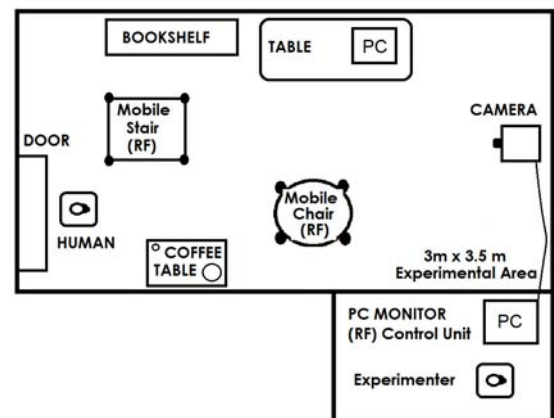 BOOKSHELF
TABLE
PC
Mobile
Stair
(RF)
CAMERA
DOOR
Mobile
Chair
(RF)
HUMAN
COFFEE
TABLE
3m x 3.5 m
Experimental Area
PC MONITOR
(RF) Control Unit
PC
Experimenter